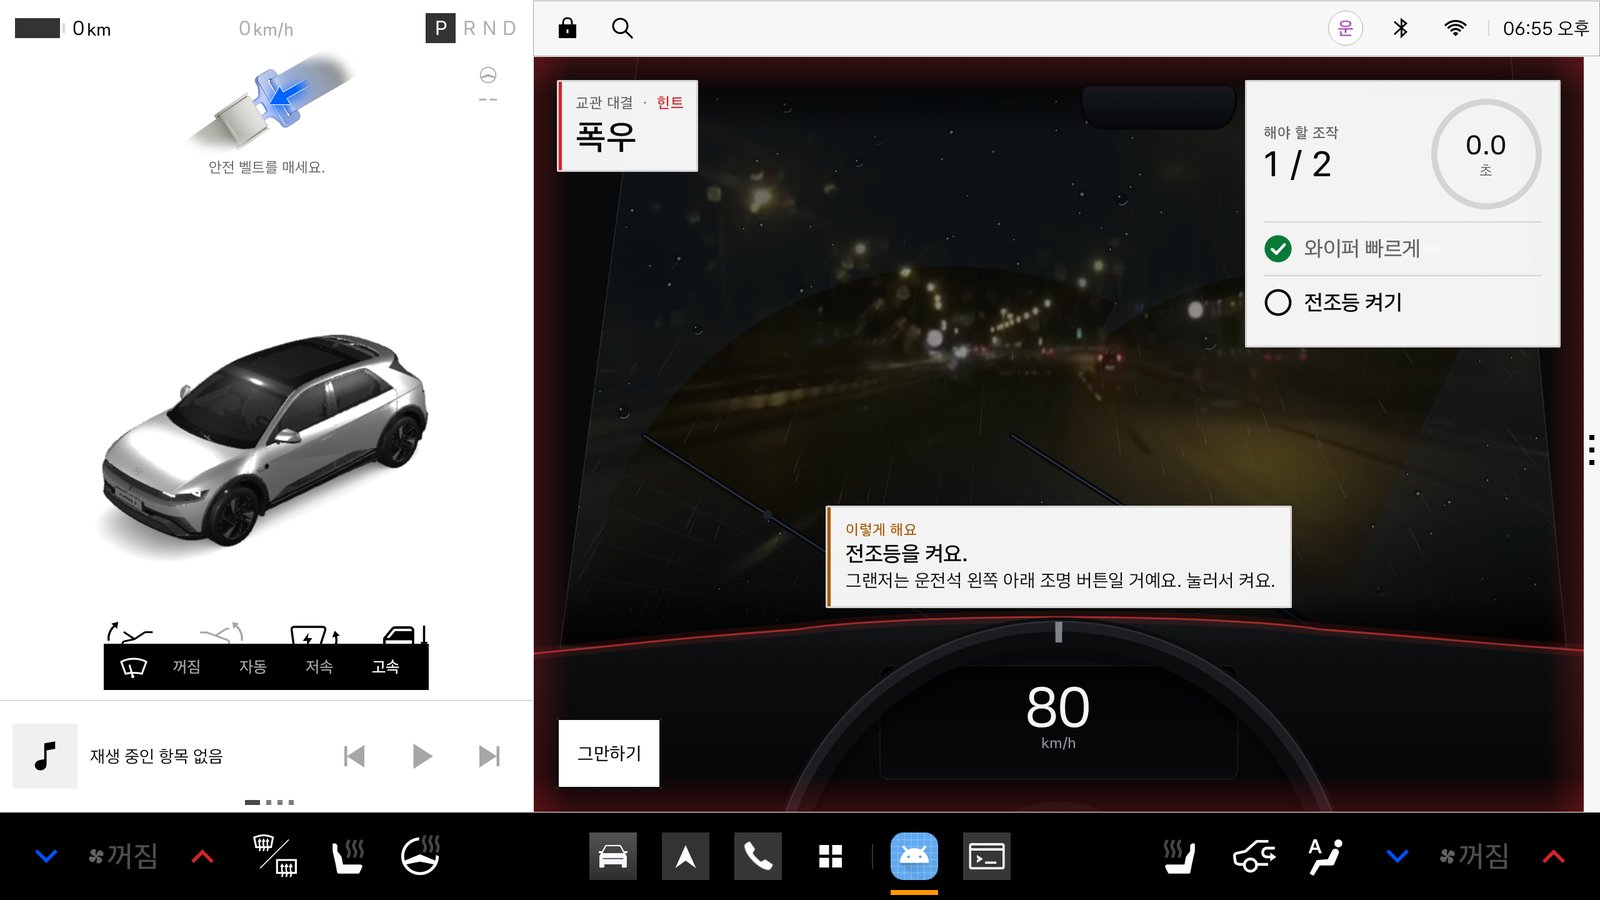 0 km
0 km/h
P R N D
--
안전 벨트를 매세요.
꺼짐 자동 저속 고속
재생 중인 항목 없음
운
06:55 오후
교관 대결 · 힌트
폭우
해야 할 조작
1 / 2
0.0
초
와이퍼 빠르게
전조등 켜기
이렇게 해요
전조등을 켜요.
그랜저는 운전석 왼쪽 아래 조명 버튼일 거예요. 눌러서 켜요.
80
km/h
그만하기
꺼짐
A
꺼짐